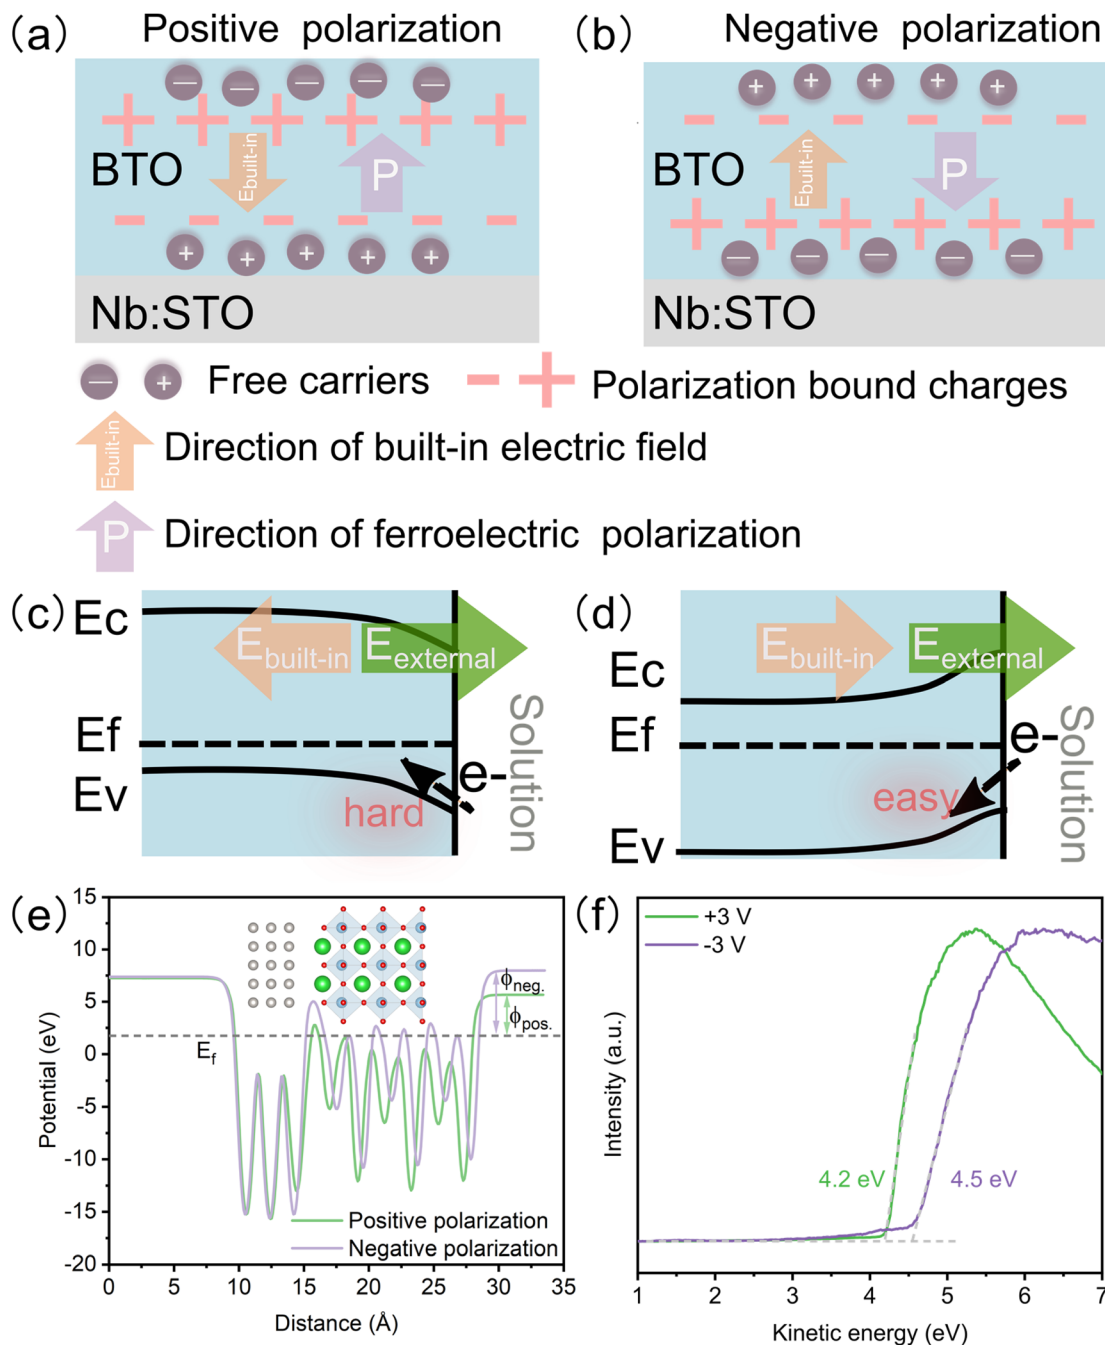 (a) Positive polarization
BTO
Ebuilt-in
P
Nb:STO
(b) Negative polarization
BTO
Ebuilt-in
P
Nb:STO
Free carriers
Polarization bound charges
Ebuilt-in
Direction of built-in electric field
P
Direction of ferroelectric polarization
(c)
Ec
Ebuilt-in
Eexternal
Ef
Ev
e-
hard
Solution
(d)
Ec
Ebuilt-in
Eexternal
Ef
Ev
e-
easy
Solution
(e)
Potential (eV)
15
10
5
0
-5
-10
-15
-20
Ef
ϕneg.
ϕpos.
Positive polarization
Negative polarization
0 5 10 15 20 25 30 35
Distance (Å)
(f)
+3 V
-3 V
Intensity (a.u.)
4.2 eV
4.5 eV
1 2 3 4 5 6 7
Kinetic energy (eV)